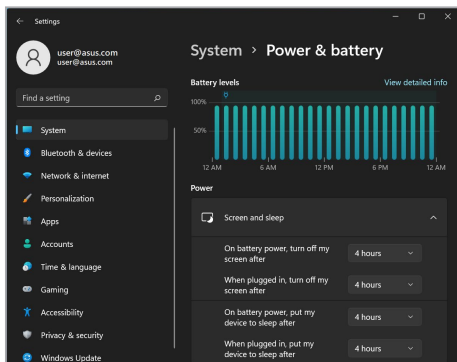 Settings
user@asus.com
user@asus.com
Find a setting
System
Bluetooth & devices
Network & internet
Personalization
Apps
Accounts
Time & language
Gaming
Accessibility
Privacy & security
Windows Update
System > Power & battery
Battery levels
View detailed info
100%
50%
12 AM 6 AM 12 PM 6 PM 12 AM
Power
Screen and sleep
On battery power, turn off my
screen after
4 hours
When plugged in, turn off my
screen after
4 hours
On battery power, put my
device to sleep after
4 hours
When plugged in, put my
device to sleep after
4 hours